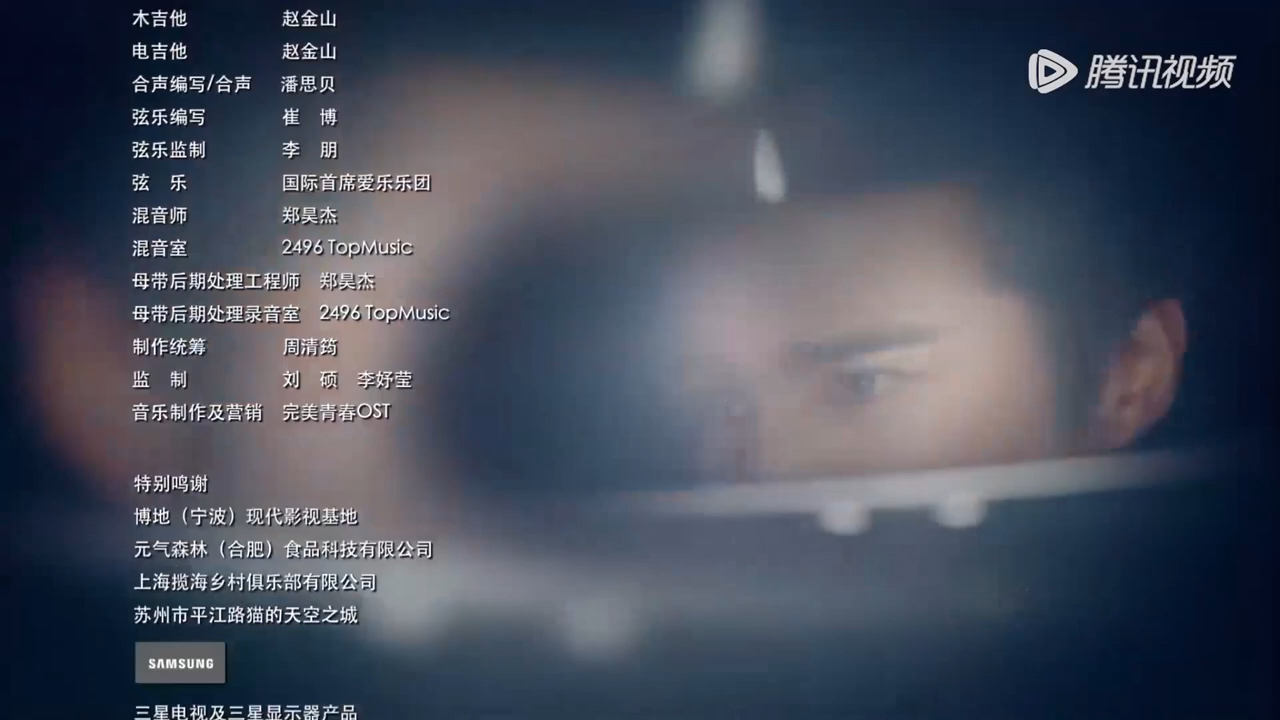 木吉他 赵金山
腾讯视频
电吉他 赵金山
合声编写/合声 潘思贝
弦乐编写 崔 博
弦乐监制 李 朋
弦 乐 国际首席爱乐乐团
混音师 郑昊杰
混音室 2496 TopMusic
母带后期处理工程师 郑昊杰
母带后期处理录音室 2496 TopMusic
制作统筹 周清筠
监 制 刘 硕 李妤莹
音乐制作及营销 完美青春OST
特别鸣谢
博地（宁波）现代影视基地
元气森林（合肥）食品科技有限公司
上海揽海乡村俱乐部有限公司
苏州市平江路猫的天空之城
SAMSUNG
三星电视及三星显示器产品